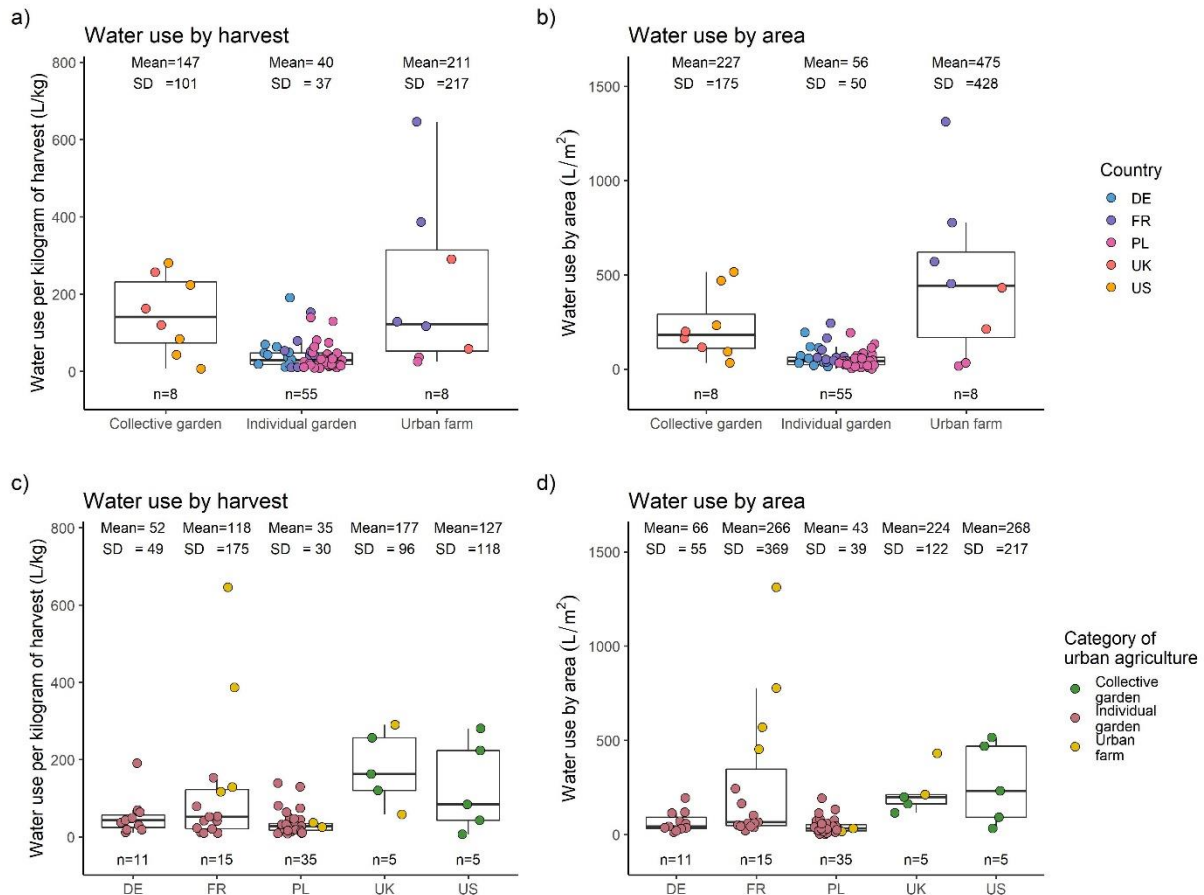 a)
Water use by harvest
Mean=147 Mean= 40 Mean=211
SD =101 SD = 37 SD =217
Water use per kilogram of harvest (L/kg)
800
600
400
200
0
n=8 n=55 n=8
Collective garden Individual garden Urban farm
b)
Water use by area
Mean=227 Mean= 56 Mean=475
SD =175 SD = 50 SD =428
Water use by area (L/m²)
1500
1000
500
0
n=8 n=55 n=8
Collective garden Individual garden Urban farm
Country
DE
FR
PL
UK
US
c)
Water use by harvest
Mean= 52 Mean=118 Mean= 35 Mean=177 Mean=127
SD = 49 SD =175 SD = 30 SD = 96 SD =118
Water use per kilogram of harvest (L/kg)
800
600
400
200
0
n=11 n=15 n=35 n=5 n=5
DE FR PL UK US
d)
Water use by area
Mean= 66 Mean=266 Mean= 43 Mean=224 Mean=268
SD = 55 SD =369 SD = 39 SD =122 SD =217
Water use by area (L/m²)
1500
1000
500
0
n=11 n=15 n=35 n=5 n=5
DE FR PL UK US
Category of
urban agriculture
Collective
garden
Individual
garden
Urban
farm